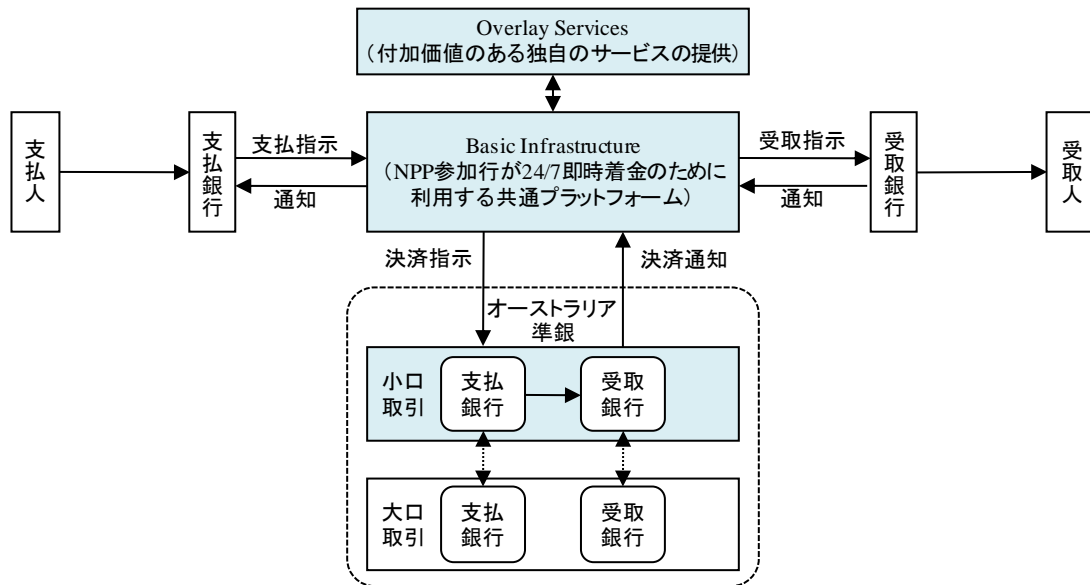 Overlay Services
（付加価値のある独自のサービスの提供）
支払人
支払銀行
支払指示
通知
Basic Infrastructure
（NPP参加行が24/7即時着金のために
利用する共通プラットフォーム）
受取指示
通知
受取銀行
受取人
決済指示
決済通知
オーストラリア
準銀
小口
取引
支払
銀行
受取
銀行
大口
取引
支払
銀行
受取
銀行